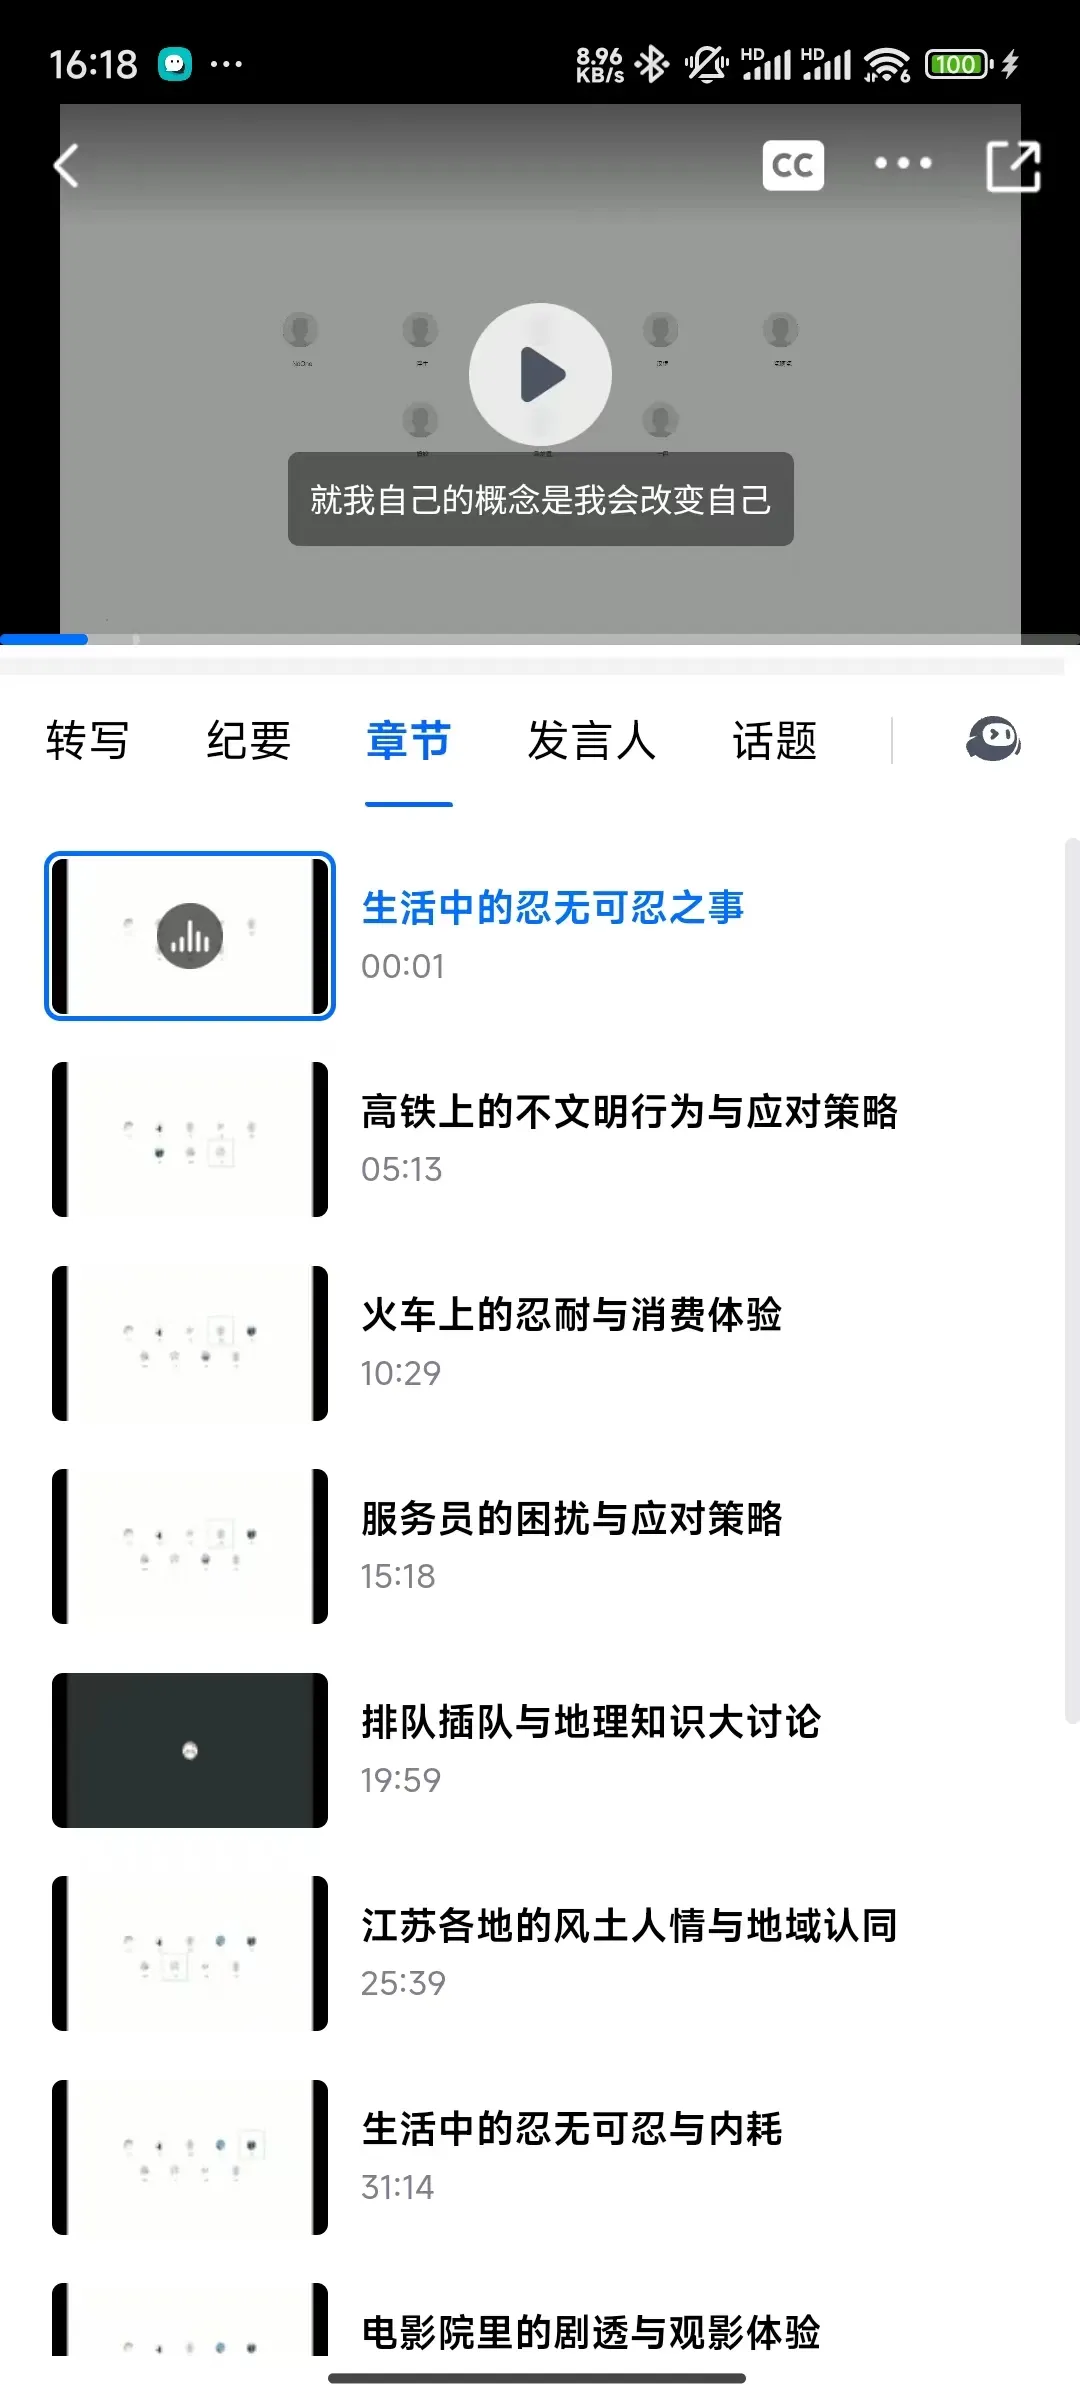 16:18
8.96
KB/s
HD
HD
6
100
CC
NoOne
就我自己的概念是我会改变自己
转写 纪要 章节 发言人 话题
生活中的忍无可忍之事
00:01
高铁上的不文明行为与应对策略
05:13
火车上的忍耐与消费体验
10:29
服务员的困扰与应对策略
15:18
排队插队与地理知识大讨论
19:59
江苏各地的风土人情与地域认同
25:39
生活中的忍无可忍与内耗
31:14
电影院里的剧透与观影体验